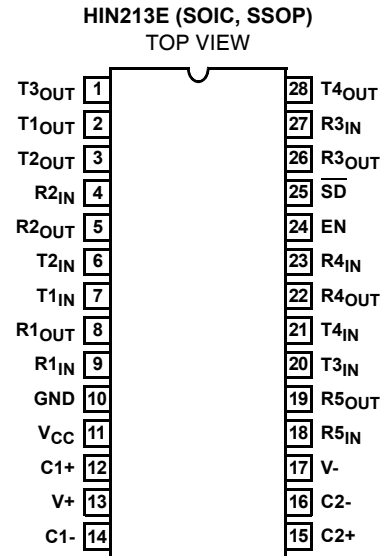 HIN213E (SOIC, SSOP)
TOP VIEW
T3OUT 1 28 T4OUT
T1OUT 2 27 R3IN
T2OUT 3 26 R3OUT
R2IN 4 25 S̅D̅
R2OUT 5 24 EN
T2IN 6 23 R4IN
T1IN 7 22 R4OUT
R1OUT 8 21 T4IN
R1IN 9 20 T3IN
GND 10 19 R5OUT
VCC 11 18 R5IN
C1+ 12 17 V-
V+ 13 16 C2-
C1- 14 15 C2+